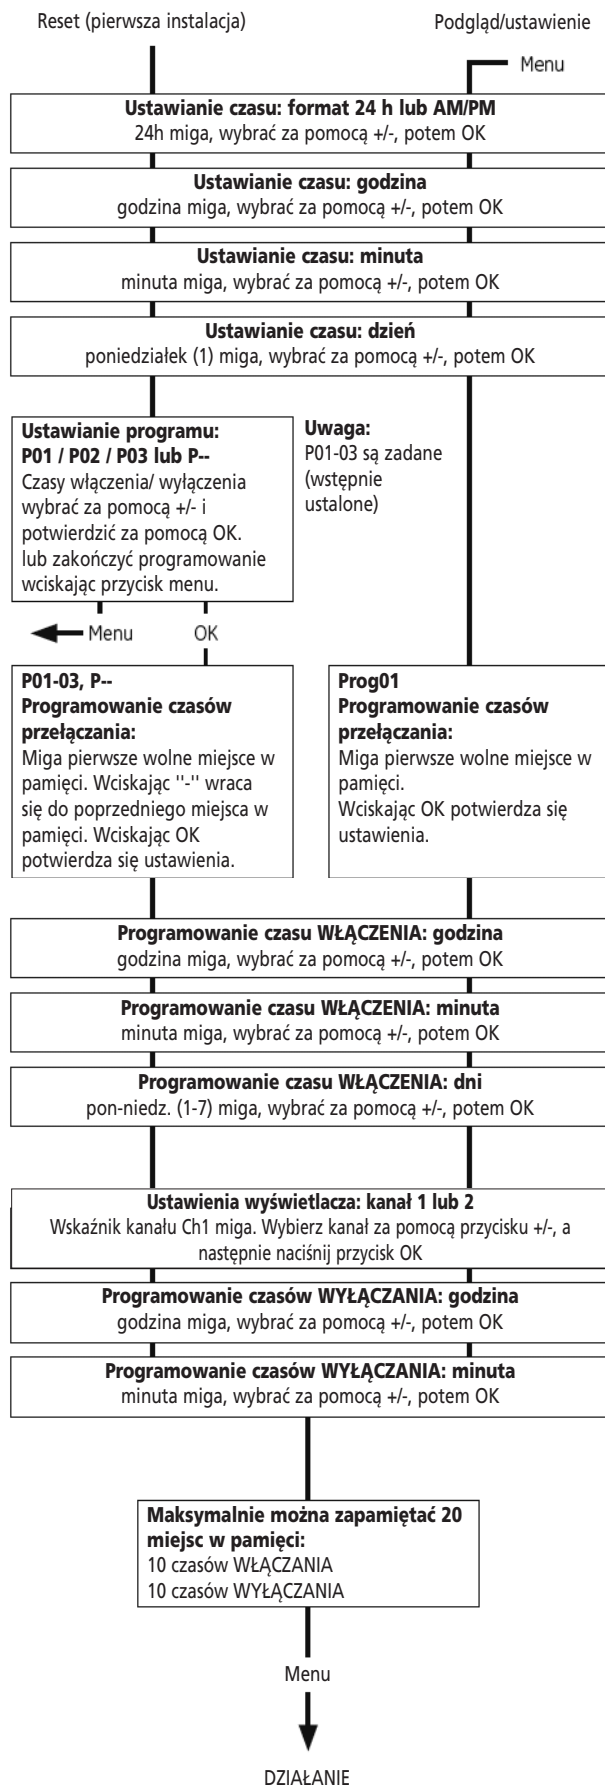 Reset (pierwsza instalacja)
Podgląd/ustawienie
Menu
Ustawianie czasu: format 24 h lub AM/PM
24h miga, wybrać za pomocą +/-, potem OK
Ustawianie czasu: godzina
godzina miga, wybrać za pomocą +/-, potem OK
Ustawianie czasu: minuta
minuta miga, wybrać za pomocą +/-, potem OK
Ustawianie czasu: dzień
poniedziałek (1) miga, wybrać za pomocą +/-, potem OK
Ustawianie programu:
P01 / P02 / P03 lub P--
Czasy włączenia/ wyłączenia
wybrać za pomocą +/- i
potwierdzić za pomocą OK.
lub zakończyć programowanie
wciskając przycisk menu.
Uwaga:
P01-03 są zadane
(wstępnie
ustalone)
Menu
OK
P01-03, P--
Programowanie czasów
przełączania:
Miga pierwsze wolne miejsce w
pamięci. Wciskając ''-'' wraca
się do poprzedniego miejsca w
pamięci. Wciskając OK
potwierdza się ustawienia.
Prog01
Programowanie czasów
przełączania:
Miga pierwsze wolne miejsce w
pamięci.
Wciskając OK potwierdza się
ustawienia.
Programowanie czasu WŁĄCZENIA: godzina
godzina miga, wybrać za pomocą +/-, potem OK
Programowanie czasu WŁĄCZENIA: minuta
minuta miga, wybrać za pomocą +/-, potem OK
Programowanie czasu WŁĄCZENIA: dni
pon-niedz. (1-7) miga, wybrać za pomocą +/-, potem OK
Ustawienia wyświetlacza: kanał 1 lub 2
Wskaźnik kanału Ch1 miga. Wybierz kanał za pomocą przycisku +/-, a
następnie naciśnij przycisk OK
Programowanie czasów WYŁĄCZANIA: godzina
godzina miga, wybrać za pomocą +/-, potem OK
Programowanie czasów WYŁĄCZANIA: minuta
minuta miga, wybrać za pomocą +/-, potem OK
Maksymalnie można zapamiętać 20
miejsc w pamięci:
10 czasów WŁĄCZANIA
10 czasów WYŁĄCZANIA
Menu
DZIAŁANIE